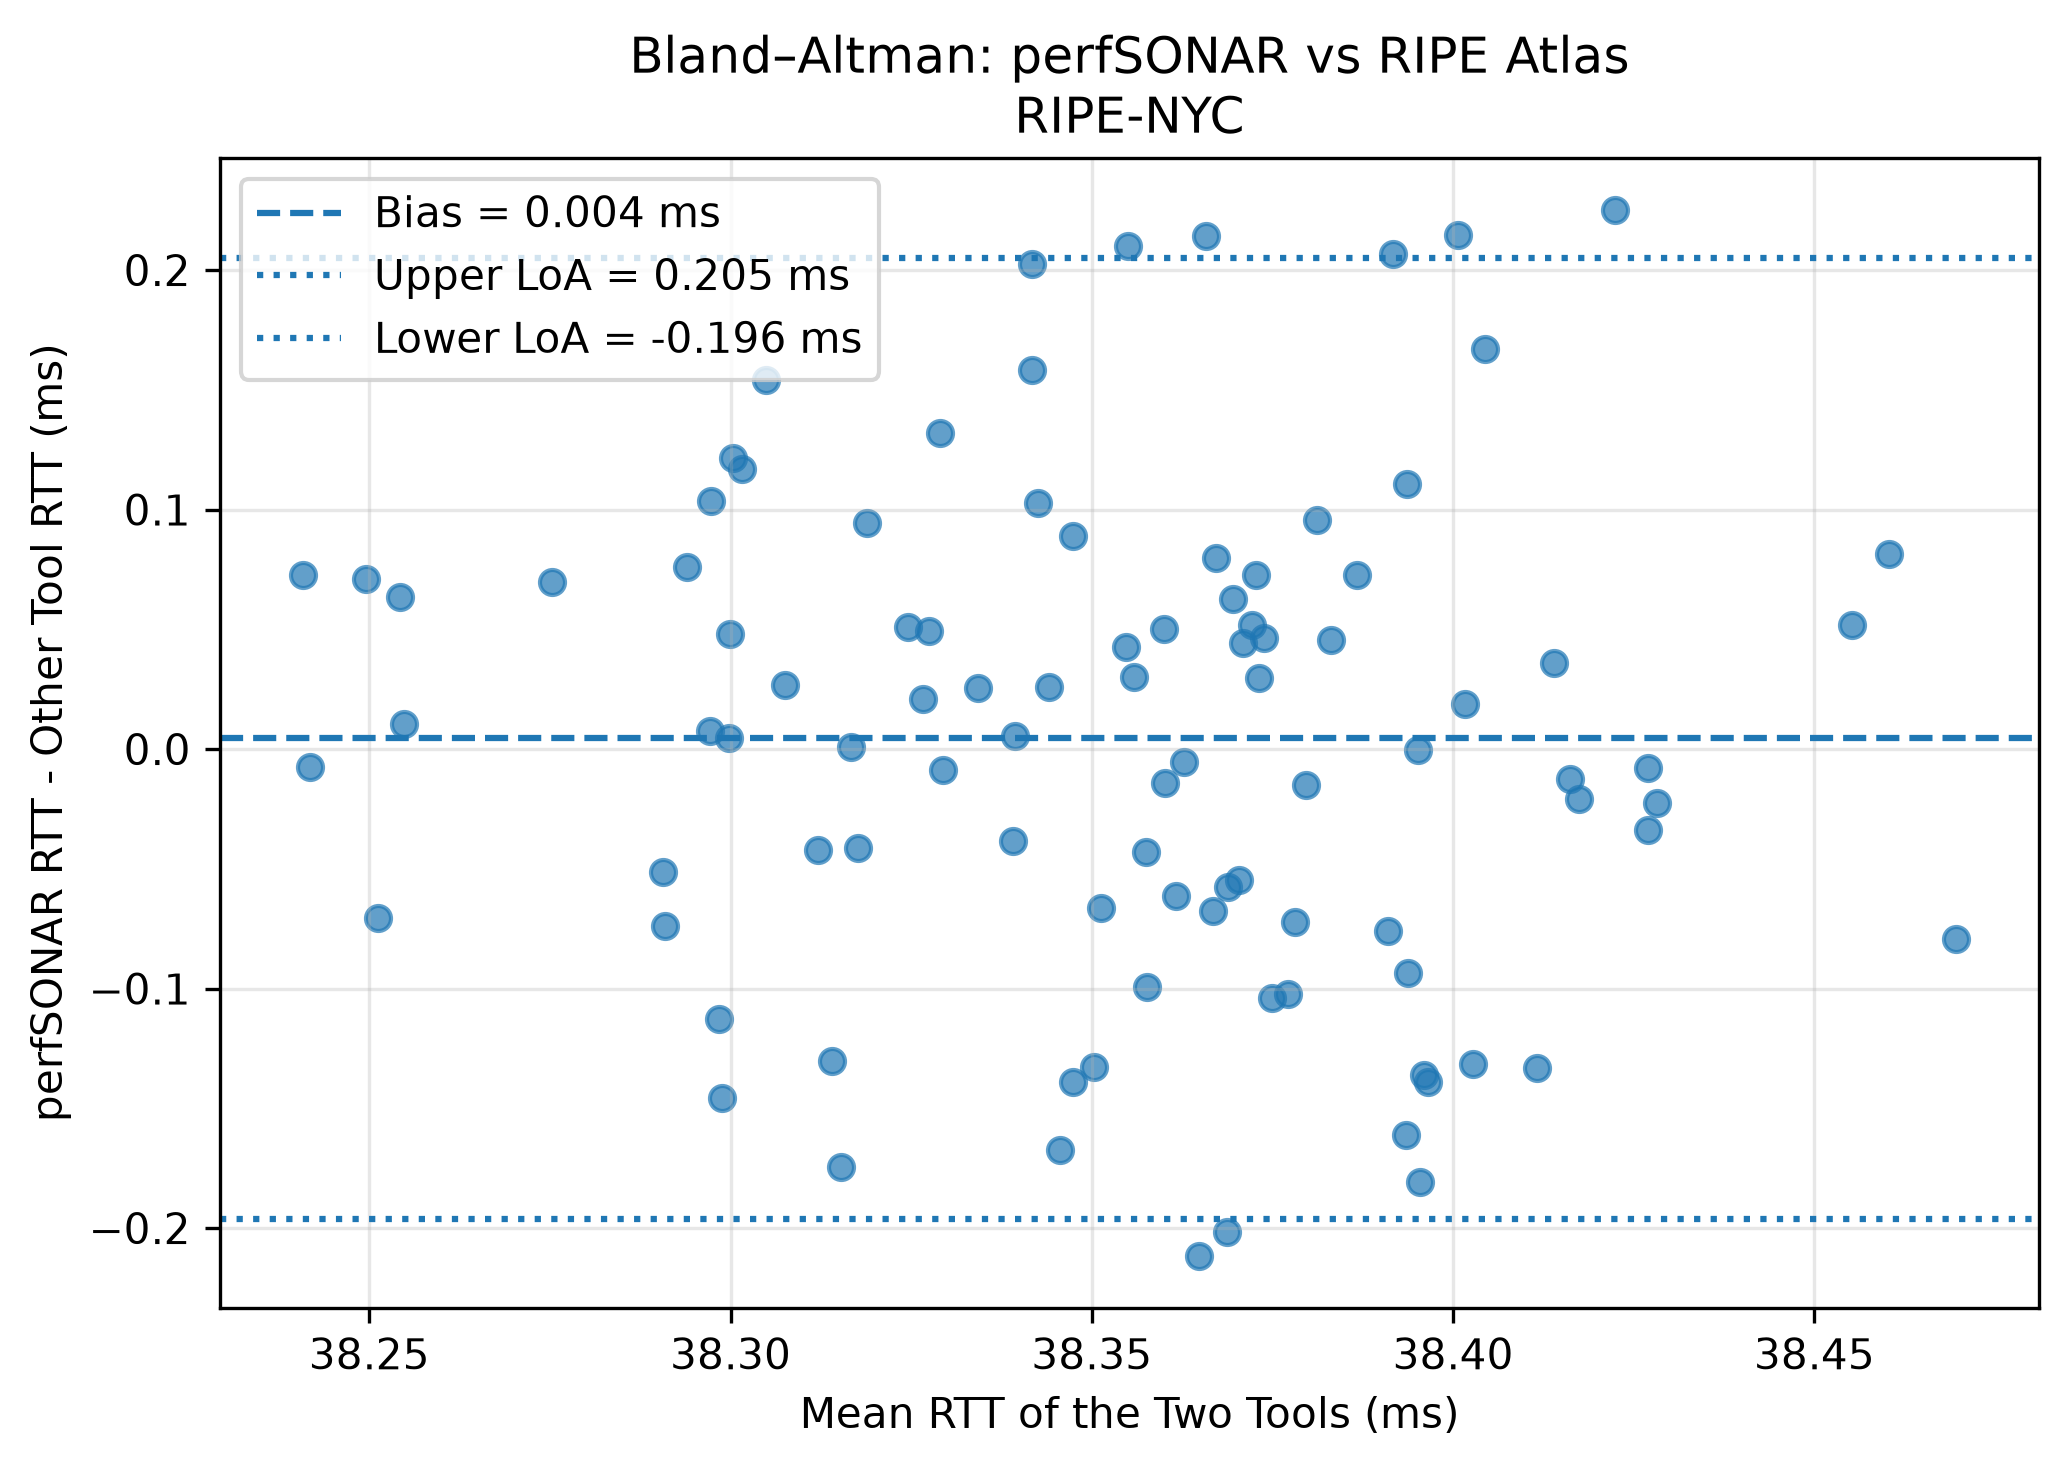 Bland–Altman: perfSONAR vs RIPE Atlas
RIPE-NYC
Bias = 0.004 ms
Upper LoA = 0.205 ms
Lower LoA = -0.196 ms
perfSONAR RTT - Other Tool RTT (ms)
0.2
0.1
0.0
−0.1
−0.2
38.25 38.30 38.35 38.40 38.45
Mean RTT of the Two Tools (ms)